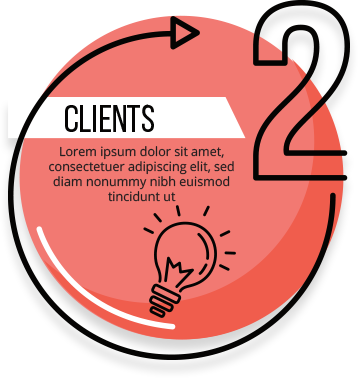 2
CLIENTS
Lorem ipsum dolor sit amet,
consectetuer adipiscing elit, sed
diam nonummy nibh euismod
tincidunt ut